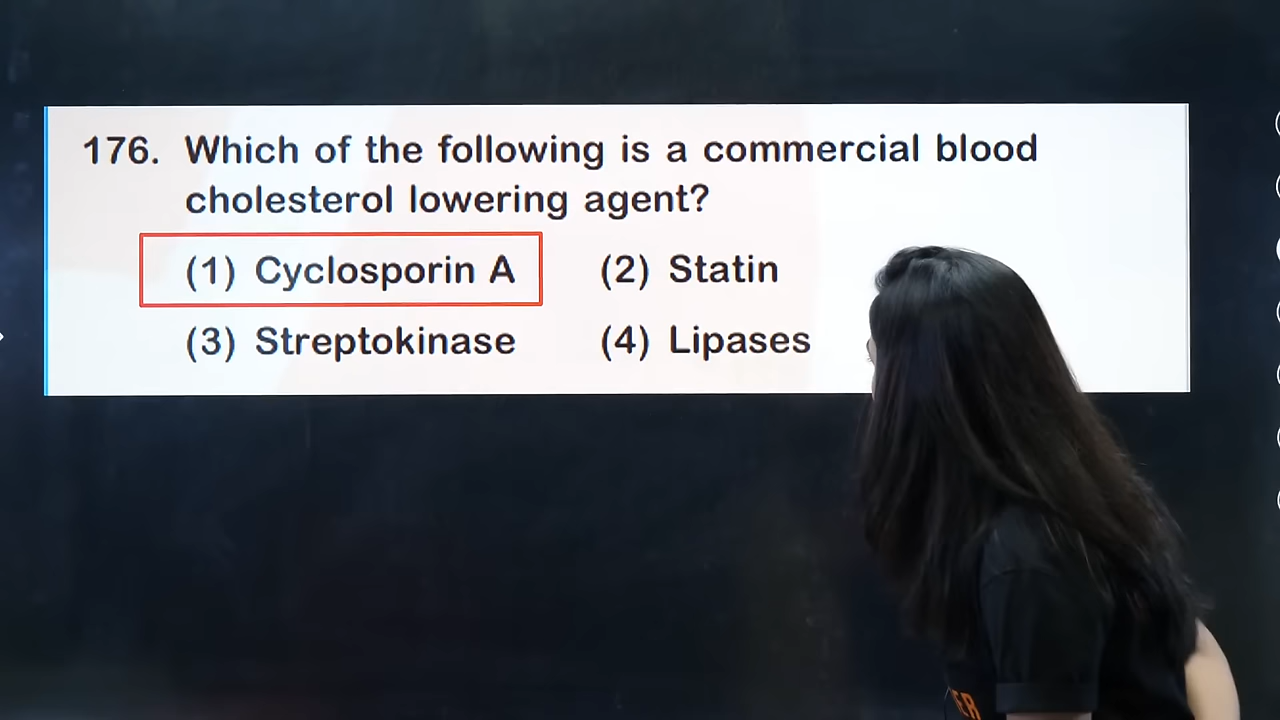 176. Which of the following is a commercial blood
cholesterol lowering agent?
(1) Cyclosporin A (2) Statin
(3) Streptokinase (4) Lipases
ER